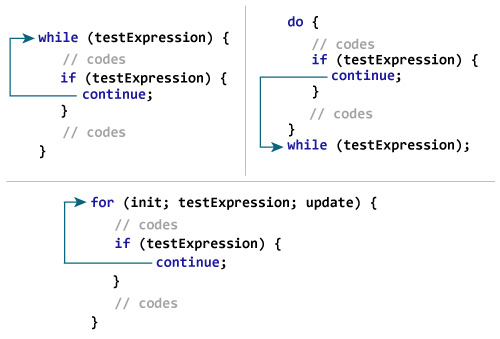 while (testExpression) {
// codes
if (testExpression) {
continue;
}
// codes
}
do {
// codes
if (testExpression) {
continue;
}
// codes
}
while (testExpression);
for (init; testExpression; update) {
// codes
if (testExpression) {
continue;
}
// codes
}